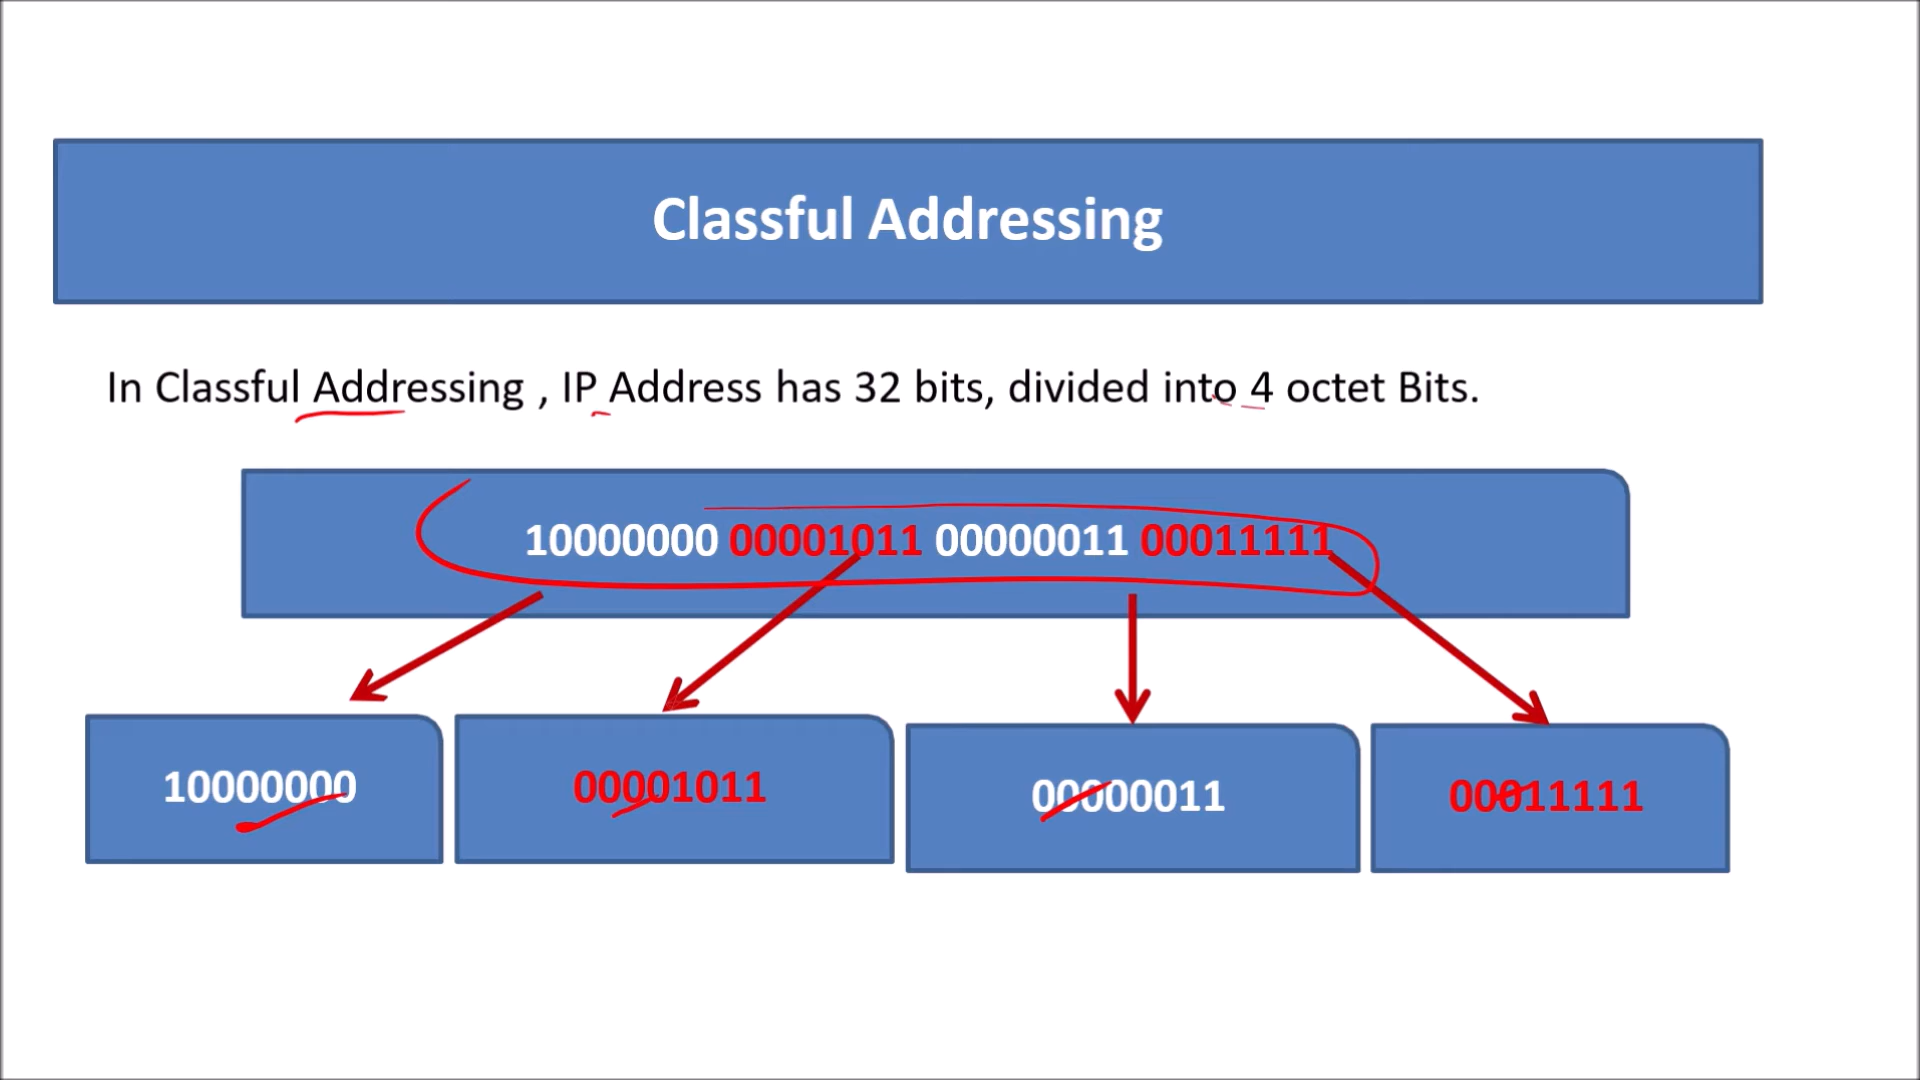 Classful Addressing
In Classful Addressing , IP Address has 32 bits, divided into 4 octet Bits.
10000000 00001011 00000011 00011111
10000000 00001011 00000011 00011111